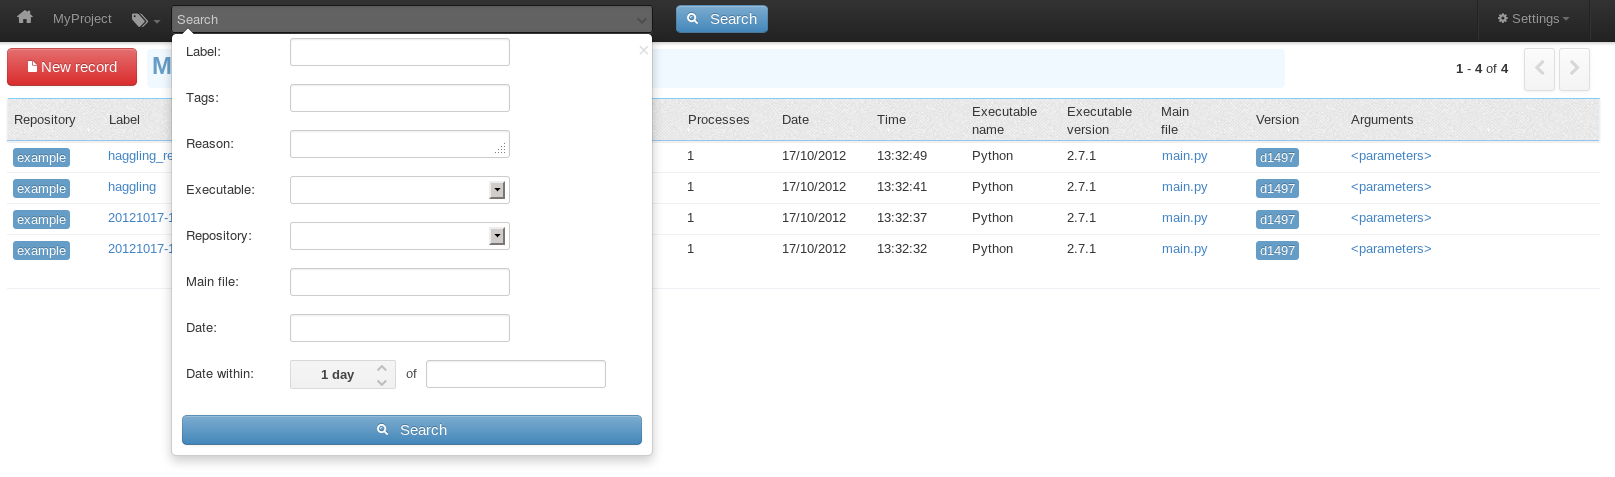 MyProject Search Search Settings
New record M 1 - 4 of 4
Repository Label Processes Date Time Executable name Executable version Main file Version Arguments
example haggling_re 1 17/10/2012 13:32:49 Python 2.7.1 main.py d1497 <parameters>
example haggling 1 17/10/2012 13:32:41 Python 2.7.1 main.py d1497 <parameters>
example 20121017-1 1 17/10/2012 13:32:37 Python 2.7.1 main.py d1497 <parameters>
example 20121017-1 1 17/10/2012 13:32:32 Python 2.7.1 main.py d1497 <parameters>
Label:
Tags:
Reason:
Executable:
Repository:
Main file:
Date:
Date within: 1 day of
Search